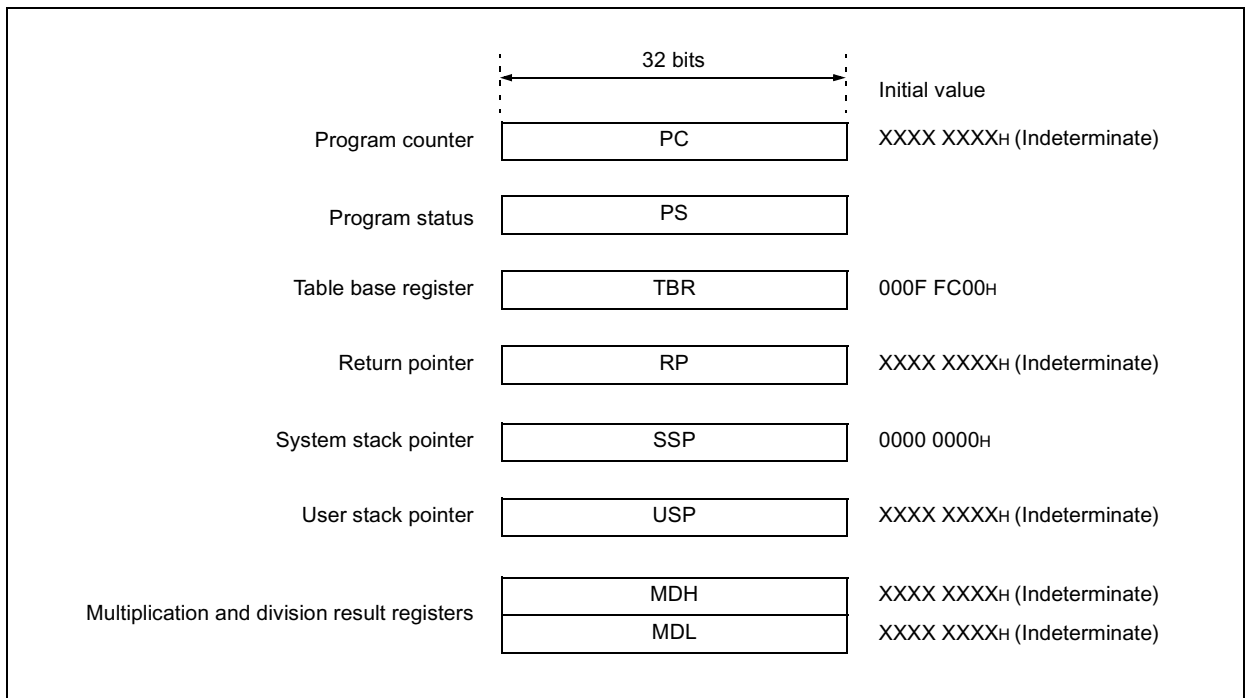 32 bits
Initial value
Program counter PC XXXX XXXXH (Indeterminate)
Program status PS
Table base register TBR 000F FC00H
Return pointer RP XXXX XXXXH (Indeterminate)
System stack pointer SSP 0000 0000H
User stack pointer USP XXXX XXXXH (Indeterminate)
MDH XXXX XXXXH (Indeterminate)
Multiplication and division result registers
MDL XXXX XXXXH (Indeterminate)